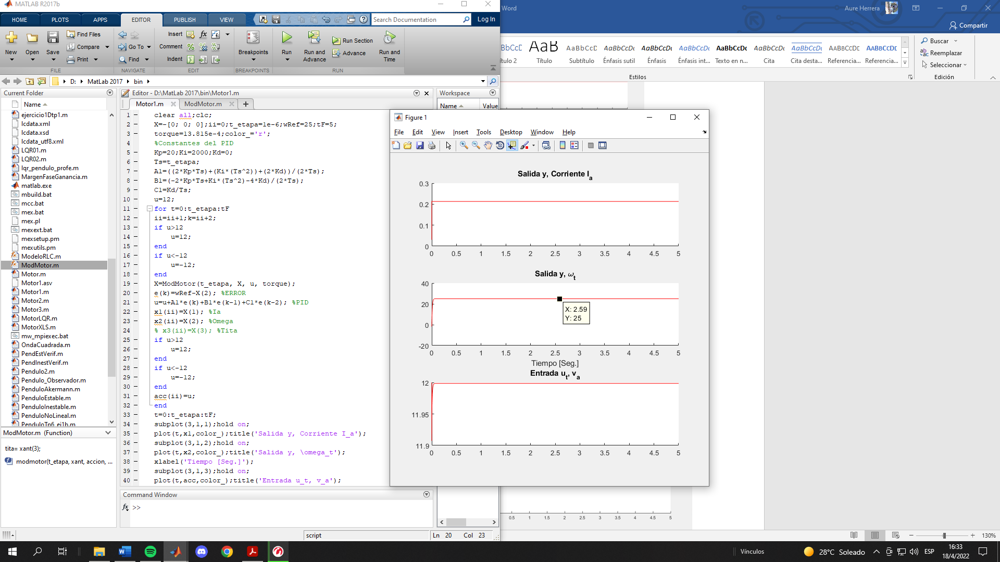 MATLAB R2017b
HOME PLOTS APPS EDITOR PUBLISH VIEW
Search Documentation
Log In
New Open Save
Find Files
Compare
Print
Go To
Find
Insert
Comment
Indent
fx
Breakpoints
Run
Run and Advance
Run Section
Advance
Run and Time
FILE NAVIGATE EDIT BREAKPOINTS RUN
D: MatLab 2017 bin
Current Folder
Name
ejercicio1Dtp1.m
lcdata.xml
lcdata.xsd
lcdata_utf8.xml
LQR01.m
LQR02.m
lqr_pendulo_profe.m
MargenFaseGanancia.m
matlab.exe
mbuild.bat
mcc.bat
mex.bat
mex.pl
mexext.bat
mexsetup.pm
mexutils.pm
ModeloRLC.m
ModMotor.m
Motor.m
Motor1.asv
Motor1.m
Motor2.m
Motor3.m
MotorLQR.m
MotorXLS.m
mw_mpiexec.bat
OndaCuadrada.m
PendEstVerif.m
PendInestVerif.m
Pendulo2.m
Pendulo_Observador.m
PenduloAkermann.m
PenduloEstable.m
PenduloInestable.m
PenduloNoLineal.m
PenduloTp6_ej1b.m
ModMotor.m (Function)
tita= xant(3);
modmotor(t_etapa, xant, accion, ...
Editor - D:\MatLab 2017\bin\Motor1.m
Motor1.m ModMotor.m
1 clear all;clc;
2 X=-[0; 0; 0];ii=0;t_etapa=1e-6;wRef=25;tF=5;
3 torque=13.815e-4;color_='r';
4 %Constantes del PID
5 Kp=20;Ki=2000;Kd=0;
6 Ts=t_etapa;
7 A1=((2*Kp*Ts)+(Ki*(Ts^2))+(2*Kd))/(2*Ts);
8 B1=(-2*Kp*Ts+Ki*(Ts^2)-4*Kd)/(2*Ts);
9 C1=Kd/Ts;
10 u=12;
11 for t=0:t_etapa:tF
12 ii=ii+1;k=ii+2;
13 if u>12
14 u=12;
15 end
16 if u<-12
17 u=-12;
18 end
19 X=ModMotor(t_etapa, X, u, torque);
20 e(k)=wRef-X(2); %ERROR
21 u=u+A1*e(k)+B1*e(k-1)+C1*e(k-2); %PID
22 x1(ii)=X(1); %Ia
23 x2(ii)=X(2); %Omega
24 % x3(ii)=X(3); %Tita
25 if u>12
26 u=12;
27 end
28 if u<-12
29 u=-12;
30 end
31 acc(ii)=u;
32 end
33 t=0:t_etapa:tF;
34 subplot(3,1,1);hold on;
35 plot(t,x1,color_);title('Salida y, Corriente I_a');
36 subplot(3,1,2);hold on;
37 plot(t,x2,color_);title('Salida y, \omega_t');
38 xlabel('Tiempo [Seg.]');
39 subplot(3,1,3);hold on;
40 plot(t,acc,color_);title('Entrada u_t, v_a');
Command Window
fx >>
Workspace
Name Value
script Ln 20 Col 23
Figure 1
File Edit View Insert Tools Desktop Window Help
Salida y, Corriente Ia
0.3
0.2
0.1
0
0 0.5 1 1.5 2 2.5 3 3.5 4 4.5 5
Salida y, ωt
40
20
0
-20
X: 2.59
Y: 25
0 0.5 1 1.5 2 2.5 3 3.5 4 4.5 5
Tiempo [Seg.]
Entrada ut, va
12
11.95
11.9
0 0.5 1 1.5 2 2.5 3 3.5 4 4.5 5
Word
Aure Herrera
Compartir
BbCcC AaB AaBbCcD AaBbCcDc AaBbCcDc AaBbCcDc AaBbCcDc AaBbCcDc AaBbCcDc AABBCCDE AABBCCDE
ítulo 2 Título Subtítulo Énfasis sutil Énfasis Énfasis int... Texto en n... Cita Cita desta... Referencia... Referencia...
Estilos
Buscar
Reemplazar
Seleccionar
Edición
0.5 1 1.5 2 2.5 3 3.5 4 4.5 5
130%
Vínculos
28°C Soleado
ESP
16:33
18/4/2022